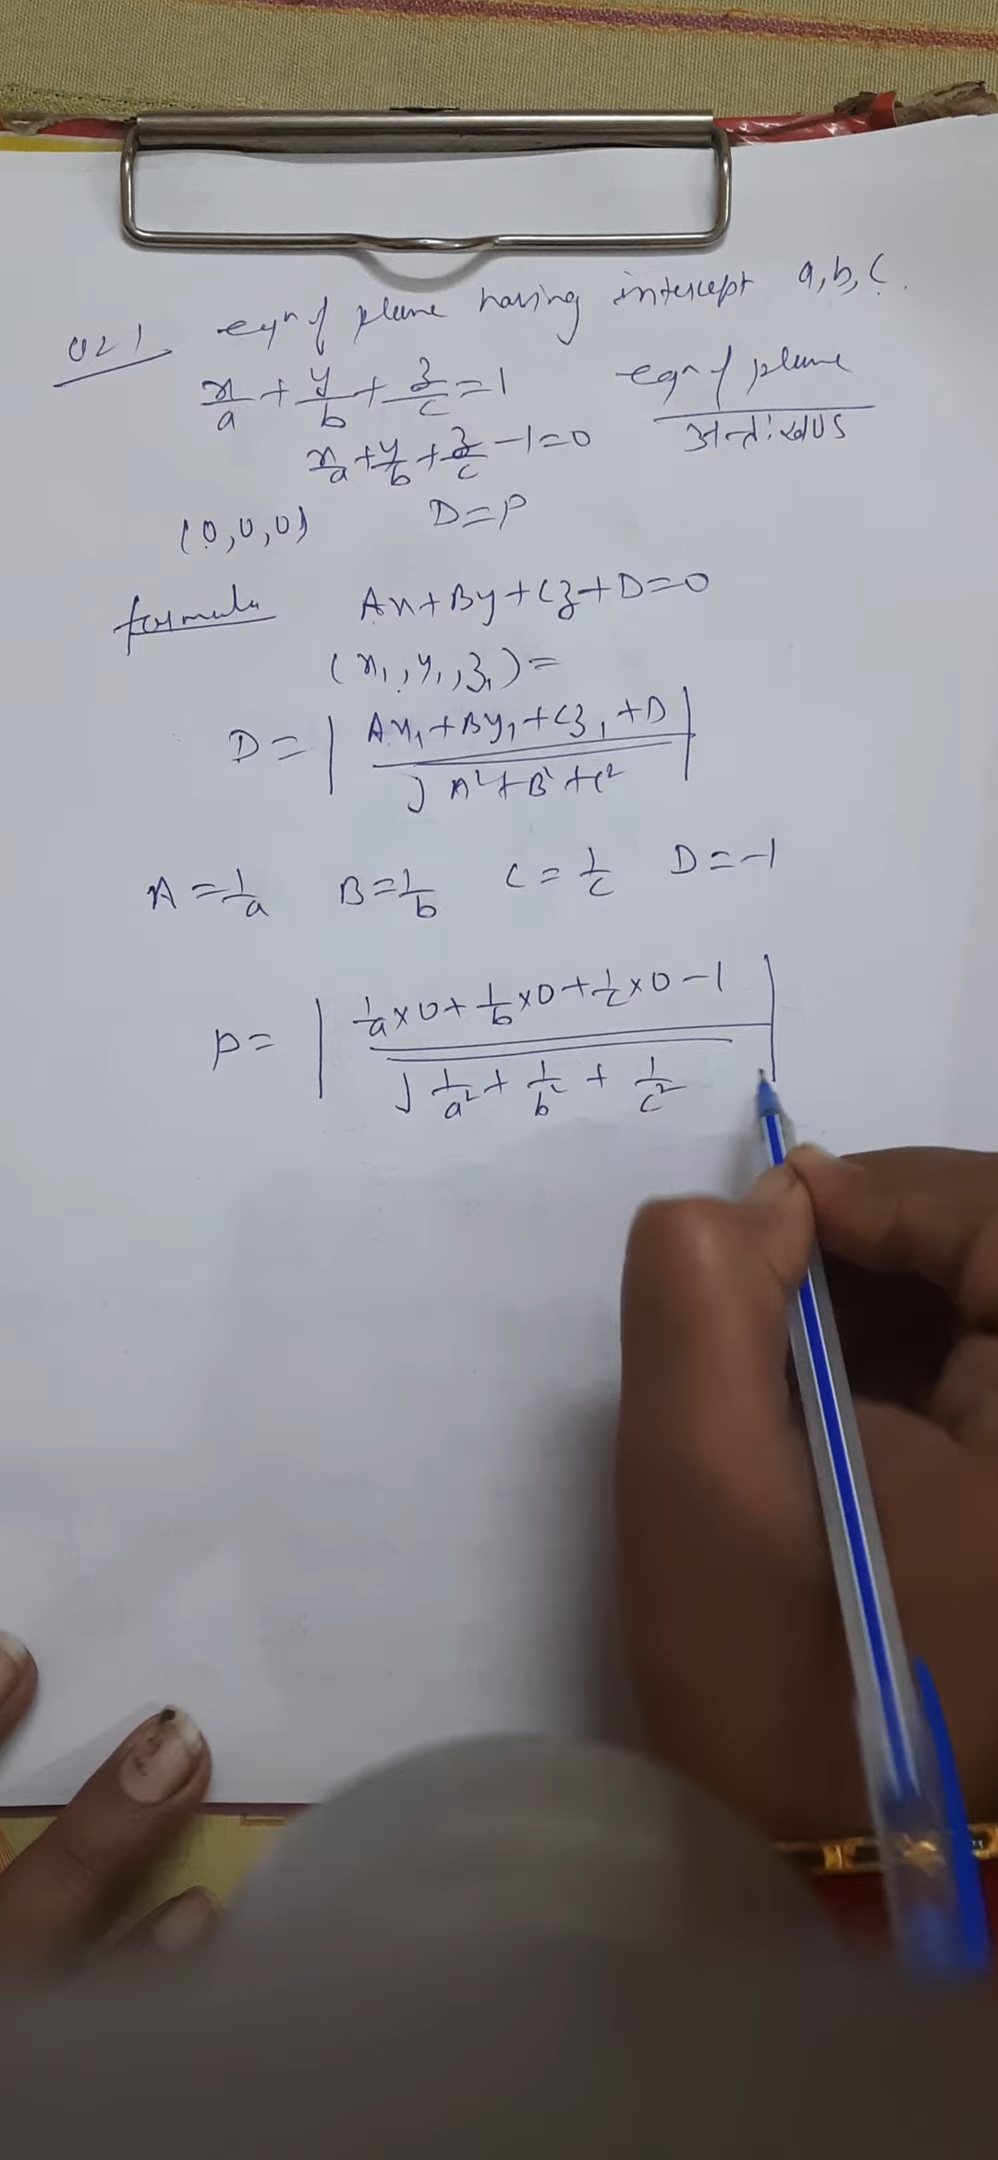 021 eqn of plane having intercept a, b, c.
x/a + y/b + z/c = 1 eqn of plane
x/a + y/b + z/c - 1 = 0 अन्तःखण्ड
(0,0,0) D = P
formula Ax + By + Cz + D = 0
(x₁, y₁, z₁) =
D = | Ax₁ + By₁ + Cz₁ + D / √A² + B² + C² |
A = 1/a B = 1/b C = 1/c D = -1
p = | 1/a × 0 + 1/b × 0 + 1/c × 0 - 1 / √1/a² + 1/b² + 1/c² |